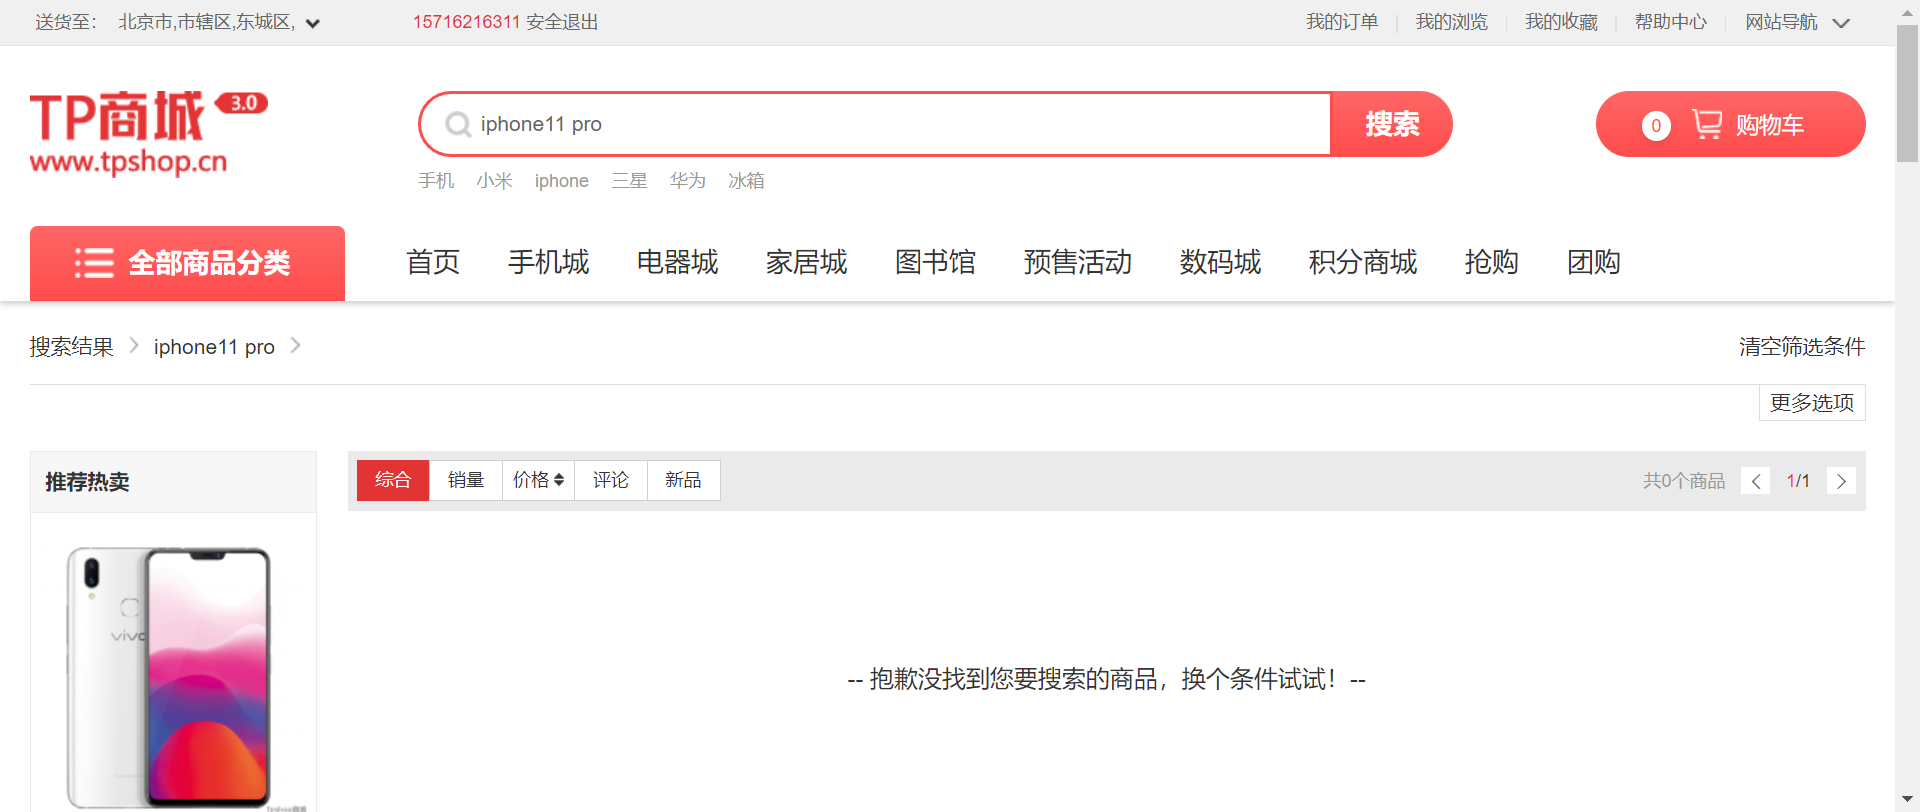 送货至： 北京市,市辖区,东城区, 15716216311 安全退出 我的订单 我的浏览 我的收藏 帮助中心 网站导航
TP商城 3.0
www.tpshop.cn
iphone11 pro 搜索 0 购物车
手机 小米 iphone 三星 华为 冰箱
全部商品分类 首页 手机城 电器城 家居城 图书馆 预售活动 数码城 积分商城 抢购 团购
搜索结果 iphone11 pro 清空筛选条件
更多选项
推荐热卖 综合 销量 价格 评论 新品 共0个商品 1/1
vivo
-- 抱歉没找到您要搜索的商品，换个条件试试！--
Tpshop商城